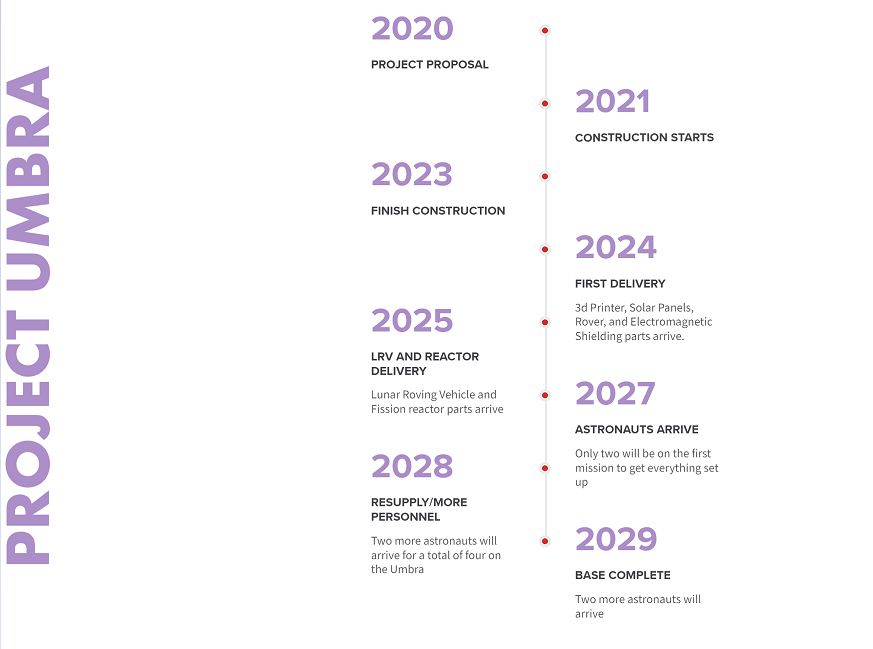 PROJECT UMBRA
2020
PROJECT PROPOSAL
2021
CONSTRUCTION STARTS
2023
FINISH CONSTRUCTION
2024
FIRST DELIVERY
3d Printer, Solar Panels,
Rover, and Electromagnetic
Shielding parts arrive.
2025
LRV AND REACTOR
DELIVERY
Lunar Roving Vehicle and
Fission reactor parts arrive
2027
ASTRONAUTS ARRIVE
Only two will be on the first
mission to get everything set
up
2028
RESUPPLY/MORE
PERSONNEL
Two more astronauts will
arrive for a total of four on
the Umbra
2029
BASE COMPLETE
Two more astronauts will
arrive